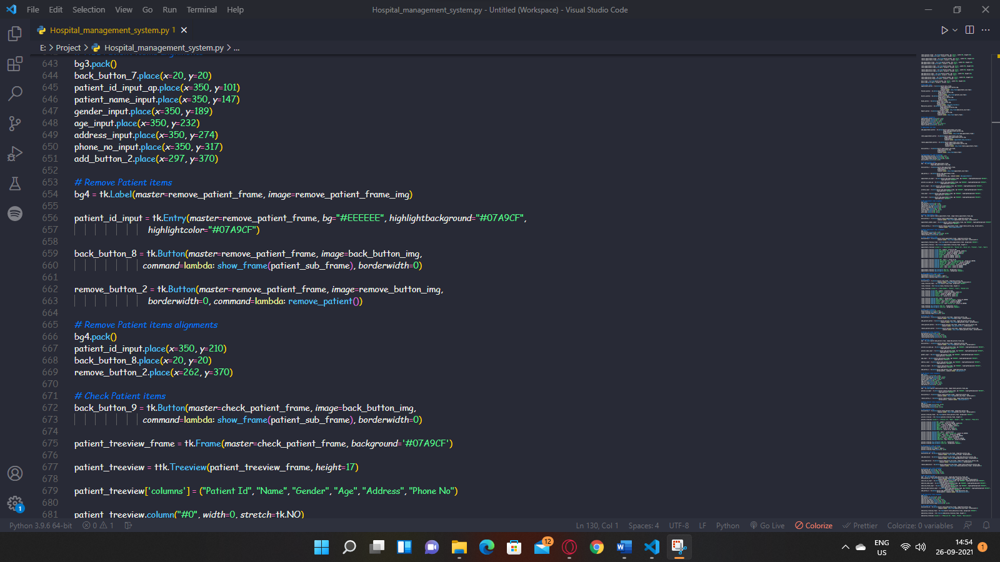 File Edit Selection View Go Run Terminal Help
Hospital_management_system.py - Untitled (Workspace) - Visual Studio Code
Hospital_management_system.py 1
E: > Project > Hospital_management_system.py > ...
643 bg3.pack()
644 back_button_7.place(x=20, y=20)
645 patient_id_input_ap.place(x=350, y=101)
646 patient_name_input.place(x=350, y=147)
647 gender_input.place(x=350, y=189)
648 age_input.place(x=350, y=232)
649 address_input.place(x=350, y=274)
650 phone_no_input.place(x=350, y=317)
651 add_button_2.place(x=297, y=370)
652
653 # Remove Patient items
654 bg4 = tk.Label(master=remove_patient_frame, image=remove_patient_frame_img)
655
656 patient_id_input = tk.Entry(master=remove_patient_frame, bg="#EEEEEE", highlightbackground="#07A9CF",
657 highlightcolor="#07A9CF")
658
659 back_button_8 = tk.Button(master=remove_patient_frame, image=back_button_img,
660 command=lambda: show_frame(patient_sub_frame), borderwidth=0)
661
662 remove_button_2 = tk.Button(master=remove_patient_frame, image=remove_button_img,
663 borderwidth=0, command=lambda: remove_patient())
664
665 # Remove Patient items alignments
666 bg4.pack()
667 patient_id_input.place(x=350, y=210)
668 back_button_8.place(x=20, y=20)
669 remove_button_2.place(x=262, y=370)
670
671 # Check Patient items
672 back_button_9 = tk.Button(master=check_patient_frame, image=back_button_img,
673 command=lambda: show_frame(patient_sub_frame), borderwidth=0)
674
675 patient_treeview_frame = tk.Frame(master=check_patient_frame, background='#07A9CF')
676
677 patient_treeview = ttk.Treeview(patient_treeview_frame, height=17)
678
679 patient_treeview['columns'] = ("Patient Id", "Name", "Gender", "Age", "Address", "Phone No")
680
681 patient_treeview.column("#0", width=0, stretch=tk.NO)
1
Python 3.9.6 64-bit 0 1 Ln 130, Col 1 Spaces: 4 UTF-8 LF Python Go Live Colorize Prettier Colorize: 0 variables
12
ENG
US
14:54
26-09-2021
1